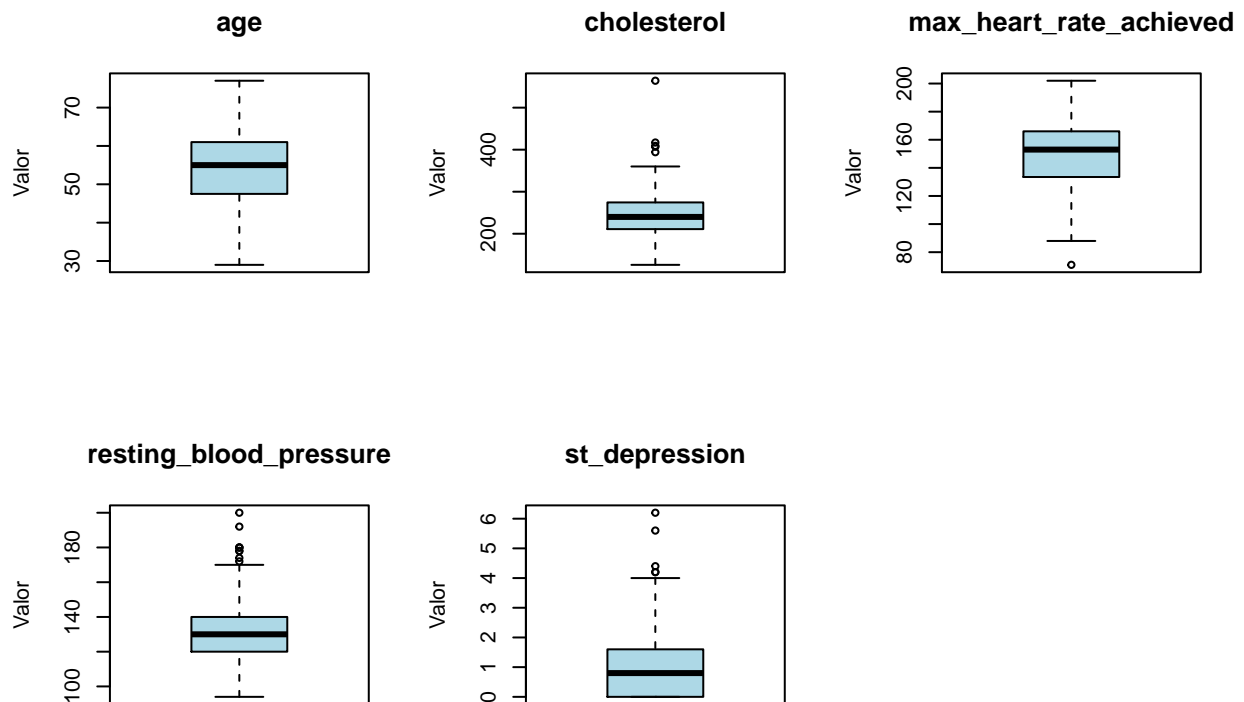 age
Valor
70
50
30
cholesterol
Valor
400
200
max_heart_rate_achieved
Valor
200
160
120
80
resting_blood_pressure
Valor
180
140
100
st_depression
Valor
6
5
4
3
2
1
0